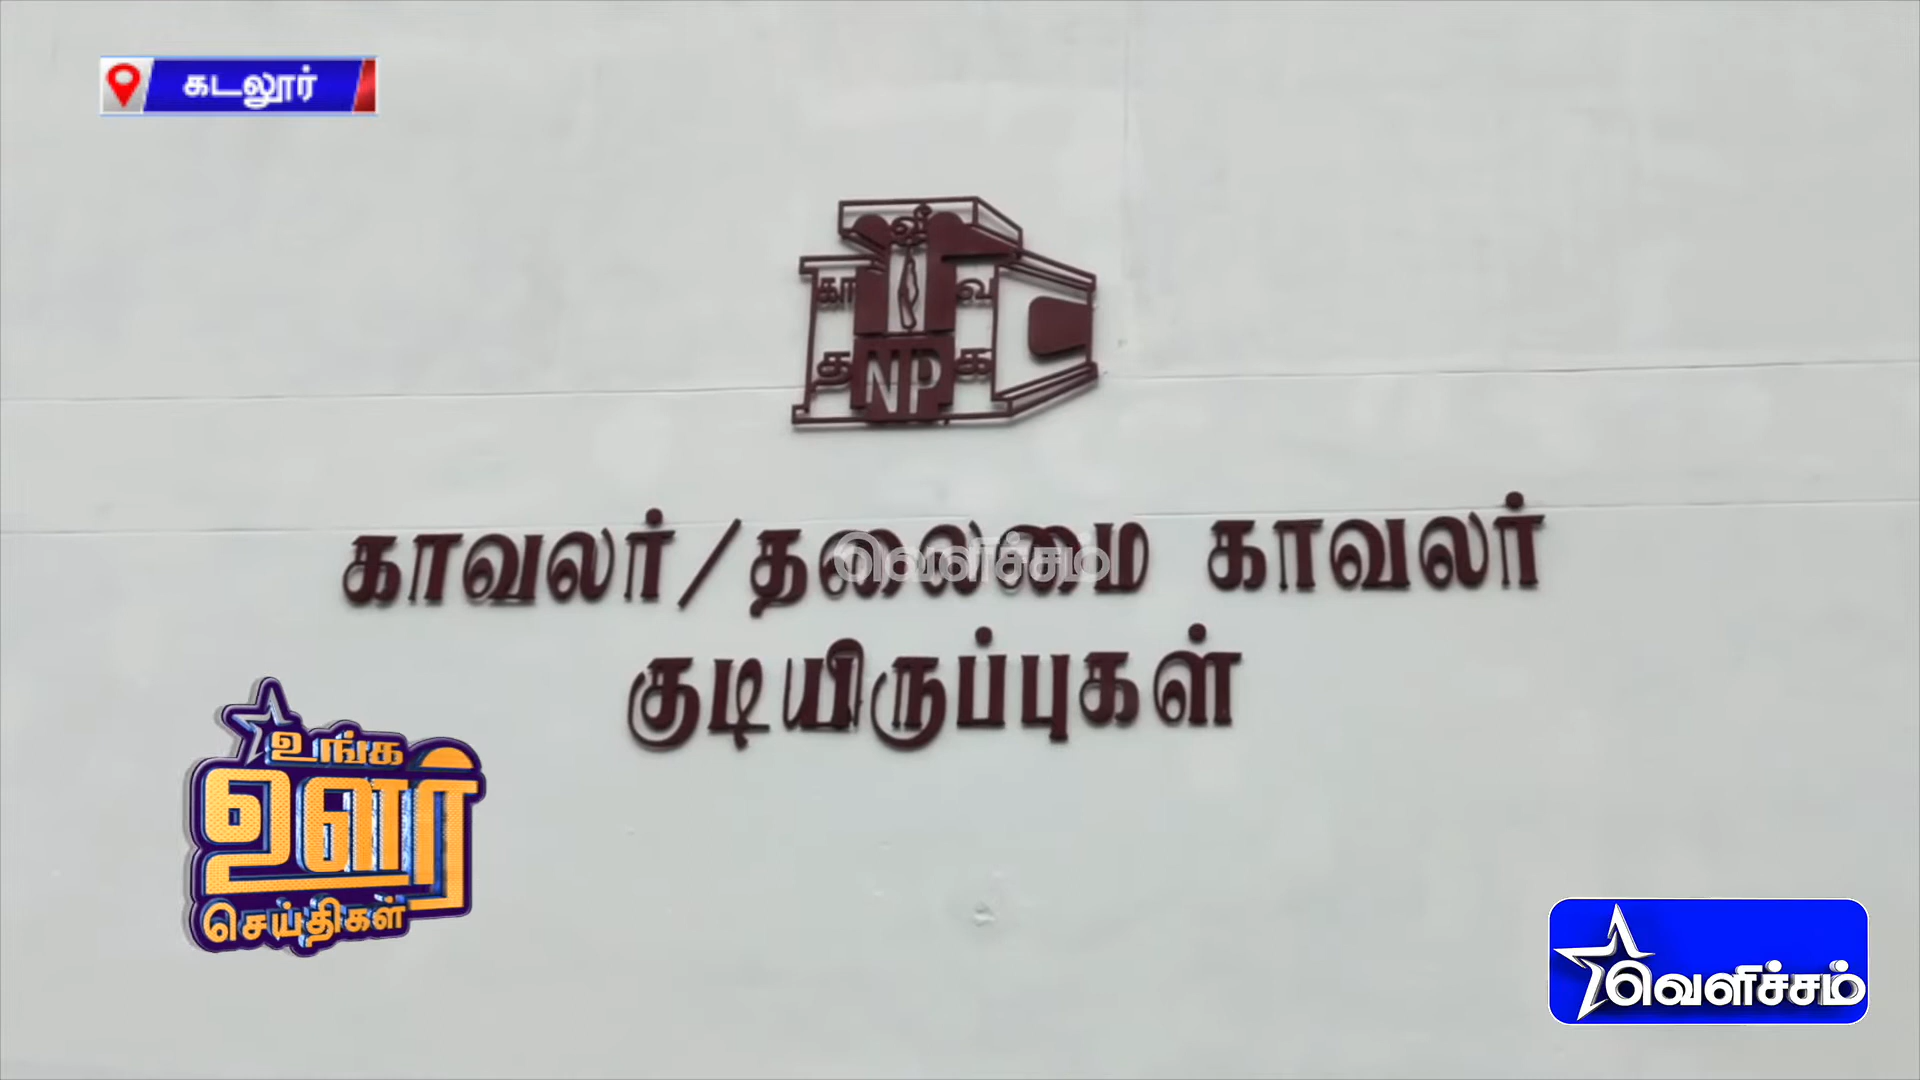 கடலூர்
வீ
கா வ
த க
NP
காவலர்/தலைமை காவலர்
வெளிச்சம்
குடியிருப்புகள்
உங்க
ஊர்
செய்திகள்
வெளிச்சம்